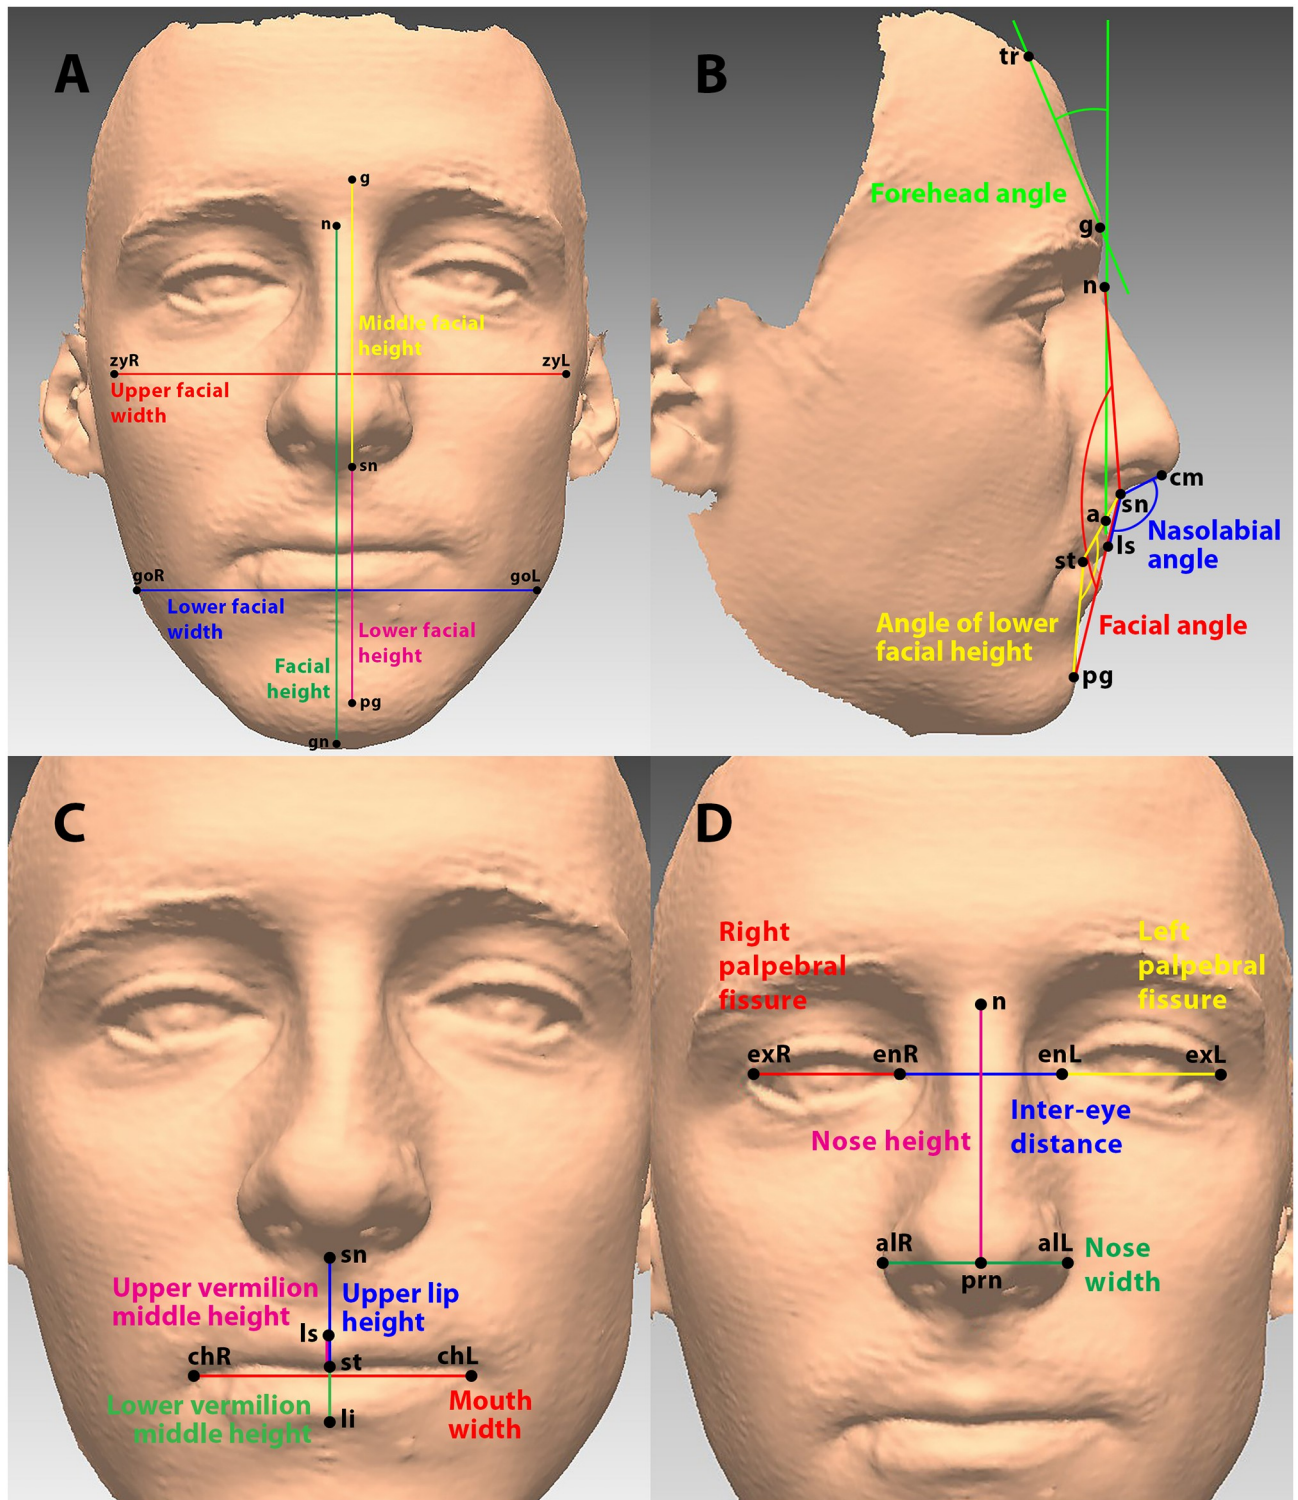 A
g
n
Middle facial
height
zyR
zyL
Upper facial
width
sn
goR
goL
Lower facial
width
Lower facial
height
Facial
height
pg
gn
B
tr
Forehead angle
g
n
cm
sn
a
ls
Nasolabial
angle
st
Angle of lower
facial height
Facial angle
pg
C
sn
Upper vermilion
middle height
Upper lip
height
ls
chR
st
chL
Lower vermilion
middle height
li
Mouth
width
D
Right
palpebral
fissure
Left
palpebral
fissure
n
exR
enR
enL
exL
Inter-eye
distance
Nose height
alR
alL
prn
Nose
width